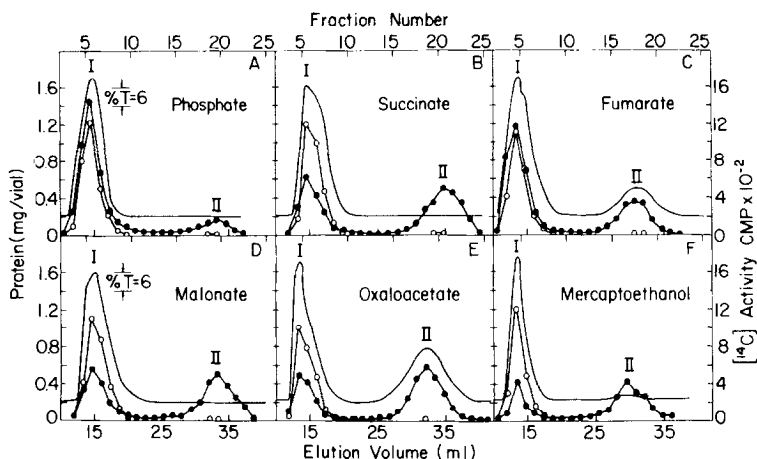 Fraction Number
5 10 15 20 25 5 10 15 20 5 10 15 20 25
A
I
%T=6
Phosphate
II
B
I
Succinate
II
C
I
Fumarate
II
D
I
%T=6
Malonate
II
E
I
Oxaloacetate
II
F
I
Mercaptoethanol
II
1.6
1.2
0.8
0.4
0
1.6
1.2
0.8
0.4
0
Protein (mg/vial)
16
12
8
4
0
16
12
8
4
0
[¹⁴C] Activity CMP x 10⁻²
15 25 35 15 25 35 15 25 35
Elution Volume (ml)